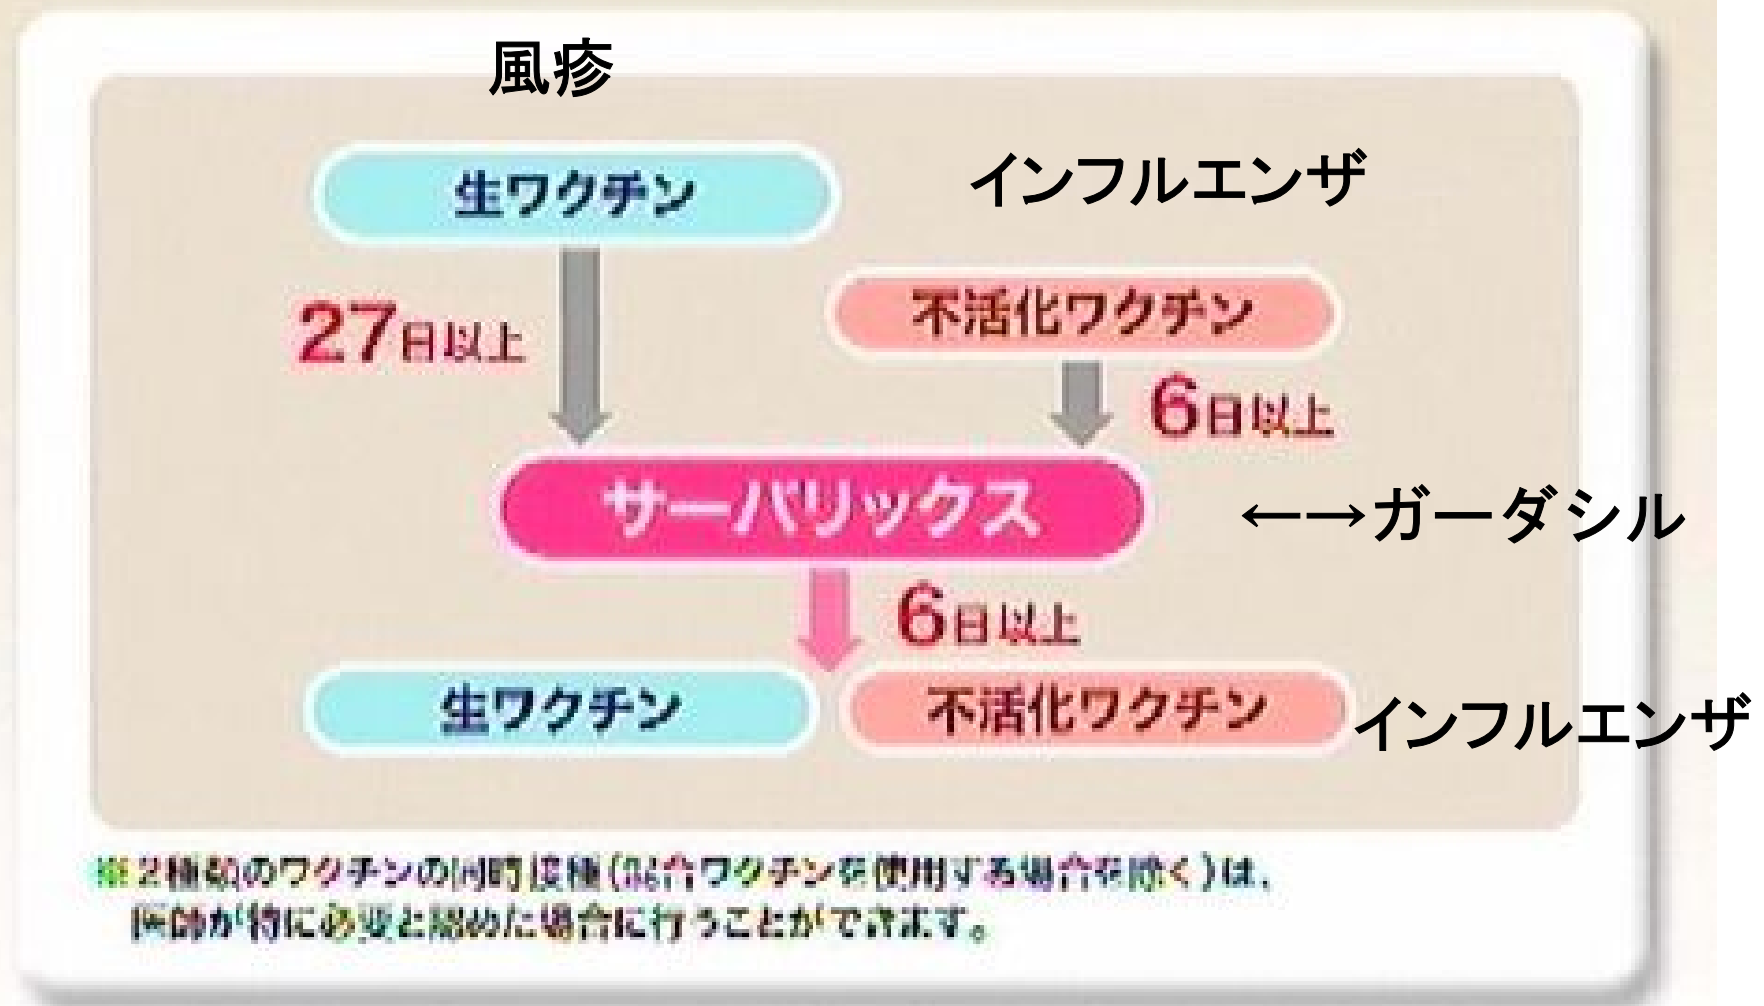 風疹
生ワクチン
インフルエンザ
不活化ワクチン
27日以上
6日以上
サーバリックス
←→ガーダシル
6日以上
生ワクチン
不活化ワクチン
インフルエンザ
※2種類のワクチンの同時接種(混合ワクチンを使用する場合を除く)は、
医師が特に必要と認めた場合に行うことができます。